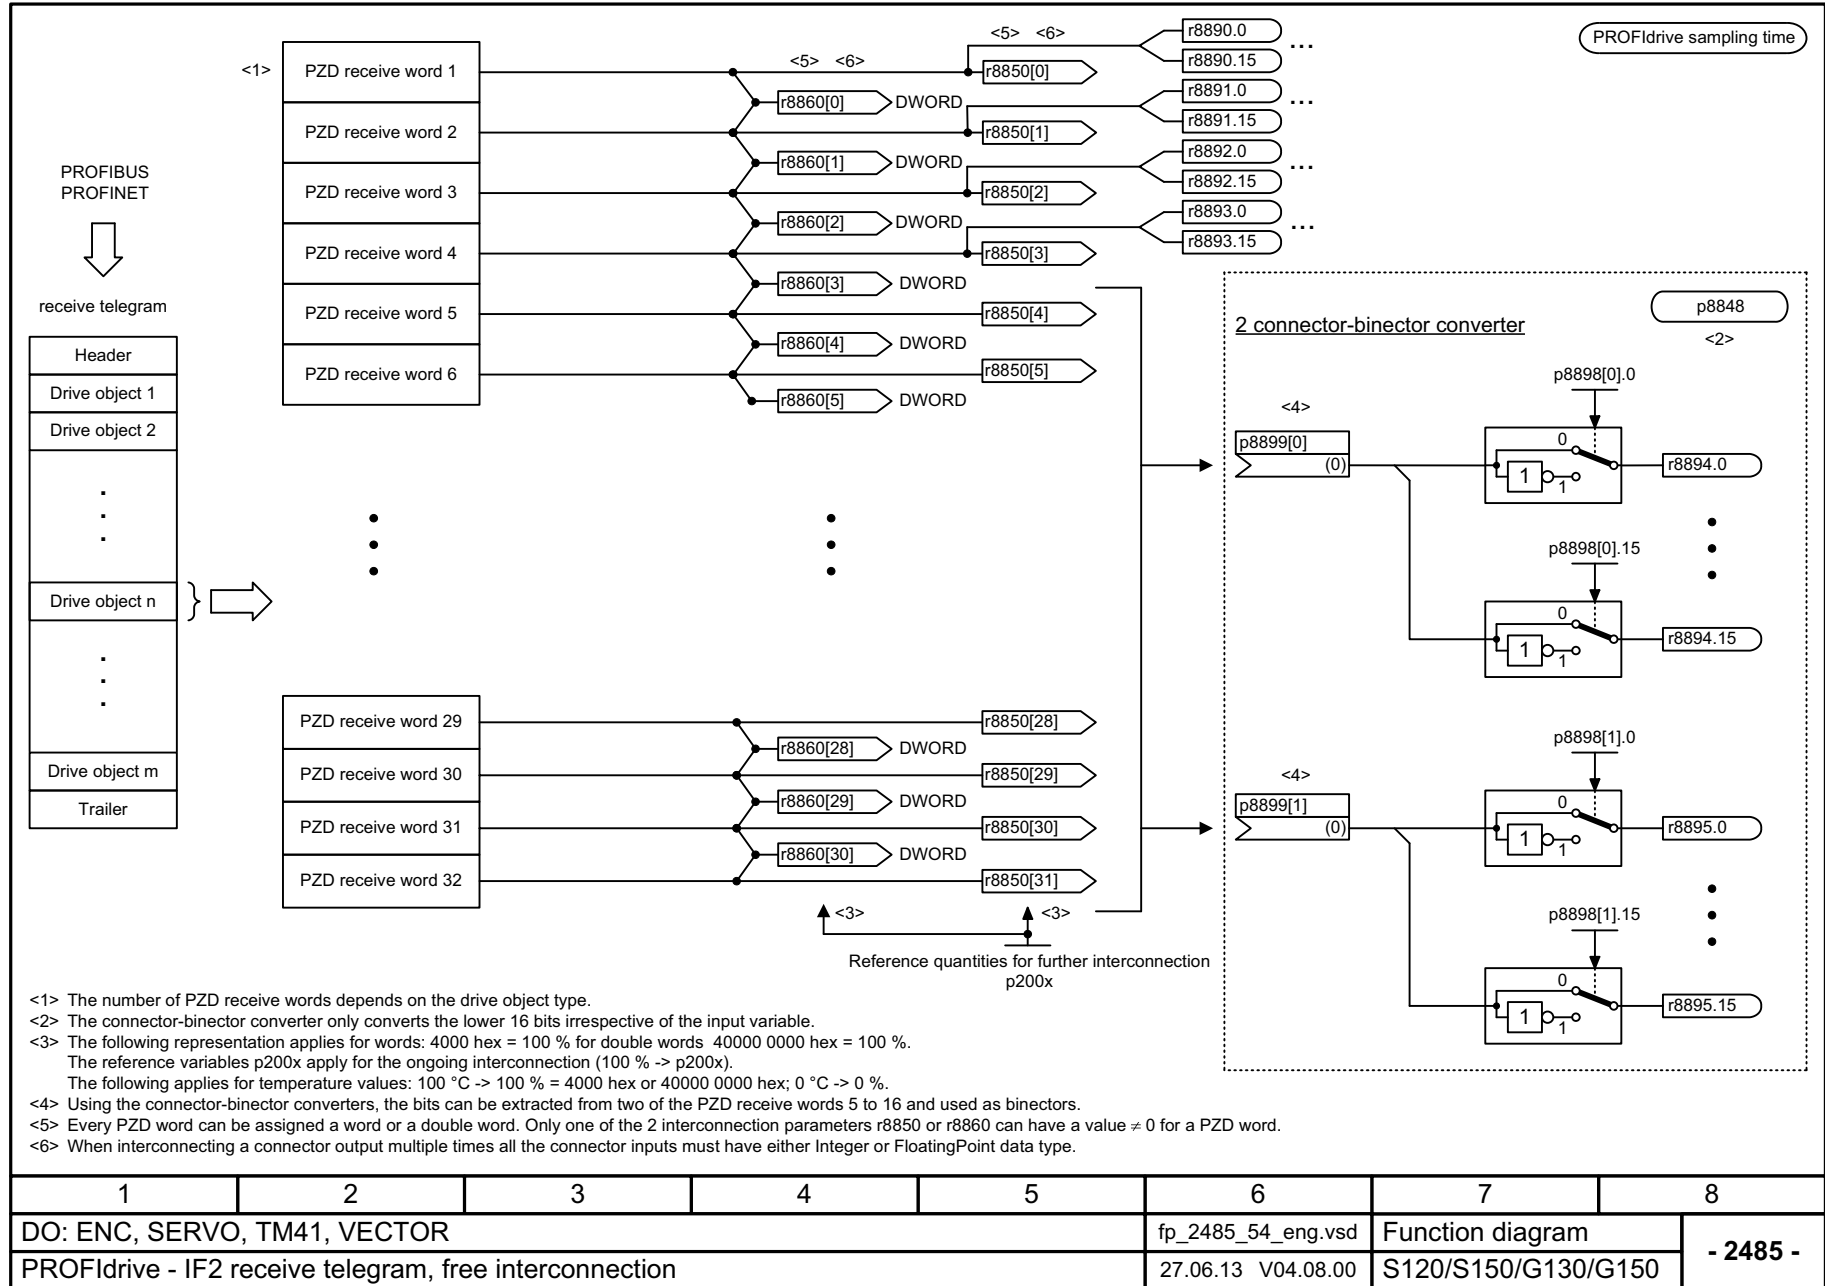 PROFIdrive sampling time
<1>
<5> <6>
<5> <6>
PZD receive word 1
r8850[0]
r8890.0
...
r8890.15
r8860[0] DWORD
PZD receive word 2
r8850[1]
r8891.0
...
r8891.15
r8860[1] DWORD
PZD receive word 3
r8850[2]
r8892.0
...
r8892.15
r8860[2] DWORD
PZD receive word 4
r8850[3]
r8893.0
...
r8893.15
r8860[3] DWORD
PZD receive word 5
r8850[4]
r8860[4] DWORD
PZD receive word 6
r8850[5]
r8860[5] DWORD
PROFIBUS
PROFINET
receive telegram
Header
Drive object 1
Drive object 2
Drive object n
Drive object m
Trailer
PZD receive word 29
r8850[28]
r8860[28] DWORD
PZD receive word 30
r8850[29]
r8860[29] DWORD
PZD receive word 31
r8850[30]
r8860[30] DWORD
PZD receive word 32
r8850[31]
<3>
<3>
Reference quantities for further interconnection
p200x
2 connector-binector converter
p8848
<2>
<4>
p8899[0]
(0)
p8898[0].0
0
1
1
r8894.0
p8898[0].15
0
1
1
r8894.15
<4>
p8899[1]
(0)
p8898[1].0
0
1
1
r8895.0
p8898[1].15
0
1
1
r8895.15
<1> The number of PZD receive words depends on the drive object type.
<2> The connector-binector converter only converts the lower 16 bits irrespective of the input variable.
<3> The following representation applies for words: 4000 hex = 100 % for double words 40000 0000 hex = 100 %.
The reference variables p200x apply for the ongoing interconnection (100 % -> p200x).
The following applies for temperature values: 100 °C -> 100 % = 4000 hex or 40000 0000 hex; 0 °C -> 0 %.
<4> Using the connector-binector converters, the bits can be extracted from two of the PZD receive words 5 to 16 and used as binectors.
<5> Every PZD word can be assigned a word or a double word. Only one of the 2 interconnection parameters r8850 or r8860 can have a value ≠ 0 for a PZD word.
<6> When interconnecting a connector output multiple times all the connector inputs must have either Integer or FloatingPoint data type.
1 2 3 4 5 6 7 8
DO: ENC, SERVO, TM41, VECTOR
fp_2485_54_eng.vsd
Function diagram
- 2485 -
PROFIdrive - IF2 receive telegram, free interconnection
27.06.13 V04.08.00
S120/S150/G130/G150